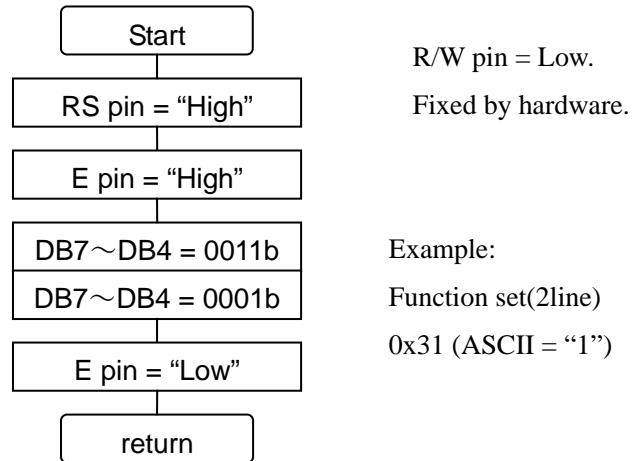 Start
RS pin = “High”
E pin = “High”
DB7～DB4 = 0011b
DB7～DB4 = 0001b
E pin = “Low”
return
R/W pin = Low.
Fixed by hardware.
Example:
Function set(2line)
0x31 (ASCII = “1”)